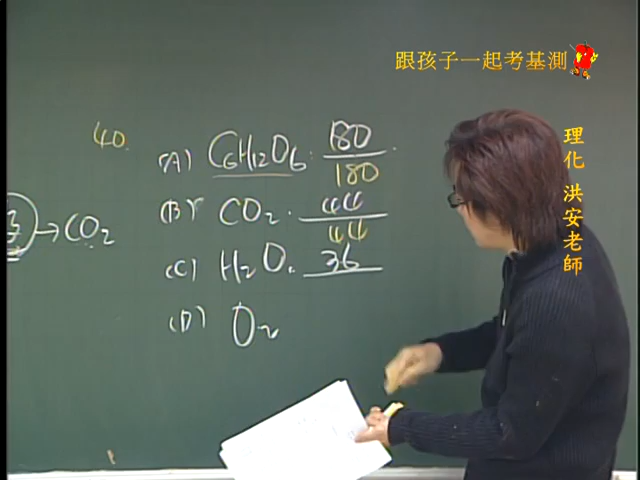 跟孩子一起考基測
理化 洪安老師
40.
(A) C6H12O6. 180/180
(B) CO2. 44/44
→CO2
(C) H2O. 36
(D) O2